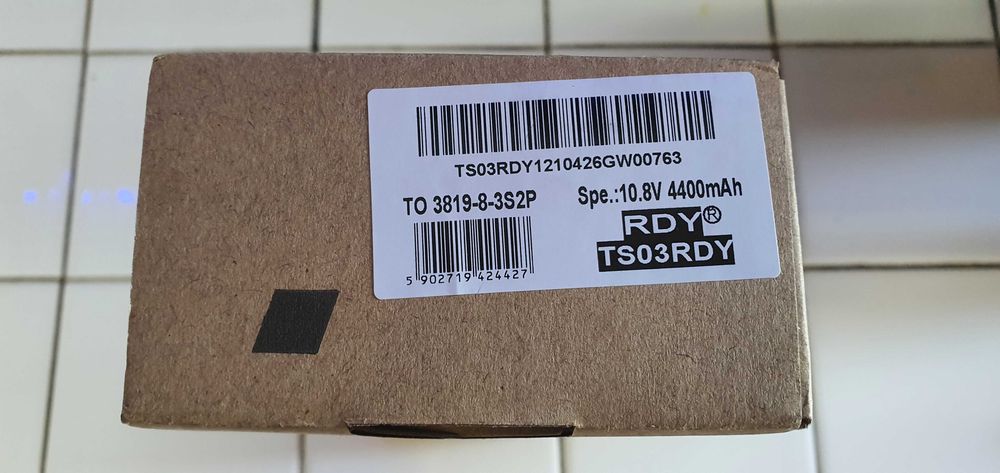 TS03RDY1210426GW00763
TO 3819-8-3S2P
Spe.:10.8V 4400mAh
RDY®
TS03RDY
5 902719 424427